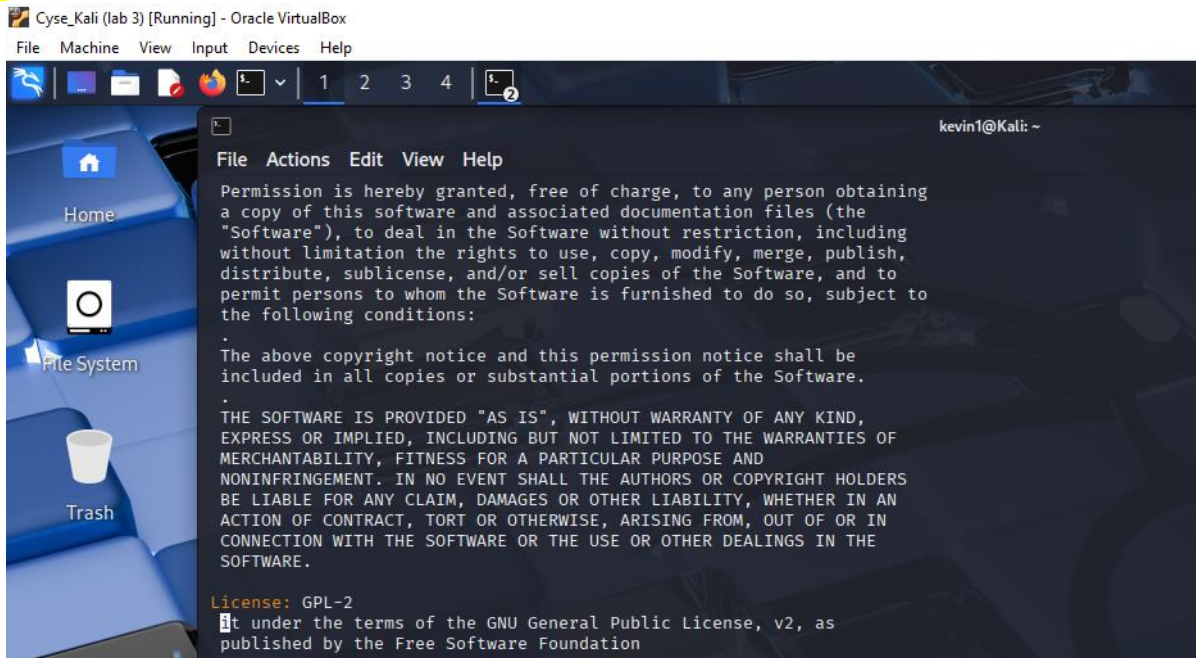 Cyse_Kali (lab 3) [Running] - Oracle VirtualBox
File Machine View Input Devices Help
1 2 3 4 2
kevin1@Kali: ~
File Actions Edit View Help
Home
File System
Trash
Permission is hereby granted, free of charge, to any person obtaining
a copy of this software and associated documentation files (the
"Software"), to deal in the Software without restriction, including
without limitation the rights to use, copy, modify, merge, publish,
distribute, sublicense, and/or sell copies of the Software, and to
permit persons to whom the Software is furnished to do so, subject to
the following conditions:
.
The above copyright notice and this permission notice shall be
included in all copies or substantial portions of the Software.
.
THE SOFTWARE IS PROVIDED "AS IS", WITHOUT WARRANTY OF ANY KIND,
EXPRESS OR IMPLIED, INCLUDING BUT NOT LIMITED TO THE WARRANTIES OF
MERCHANTABILITY, FITNESS FOR A PARTICULAR PURPOSE AND
NONINFRINGEMENT. IN NO EVENT SHALL THE AUTHORS OR COPYRIGHT HOLDERS
BE LIABLE FOR ANY CLAIM, DAMAGES OR OTHER LIABILITY, WHETHER IN AN
ACTION OF CONTRACT, TORT OR OTHERWISE, ARISING FROM, OUT OF OR IN
CONNECTION WITH THE SOFTWARE OR THE USE OR OTHER DEALINGS IN THE
SOFTWARE.
License: GPL-2
it under the terms of the GNU General Public License, v2, as
published by the Free Software Foundation